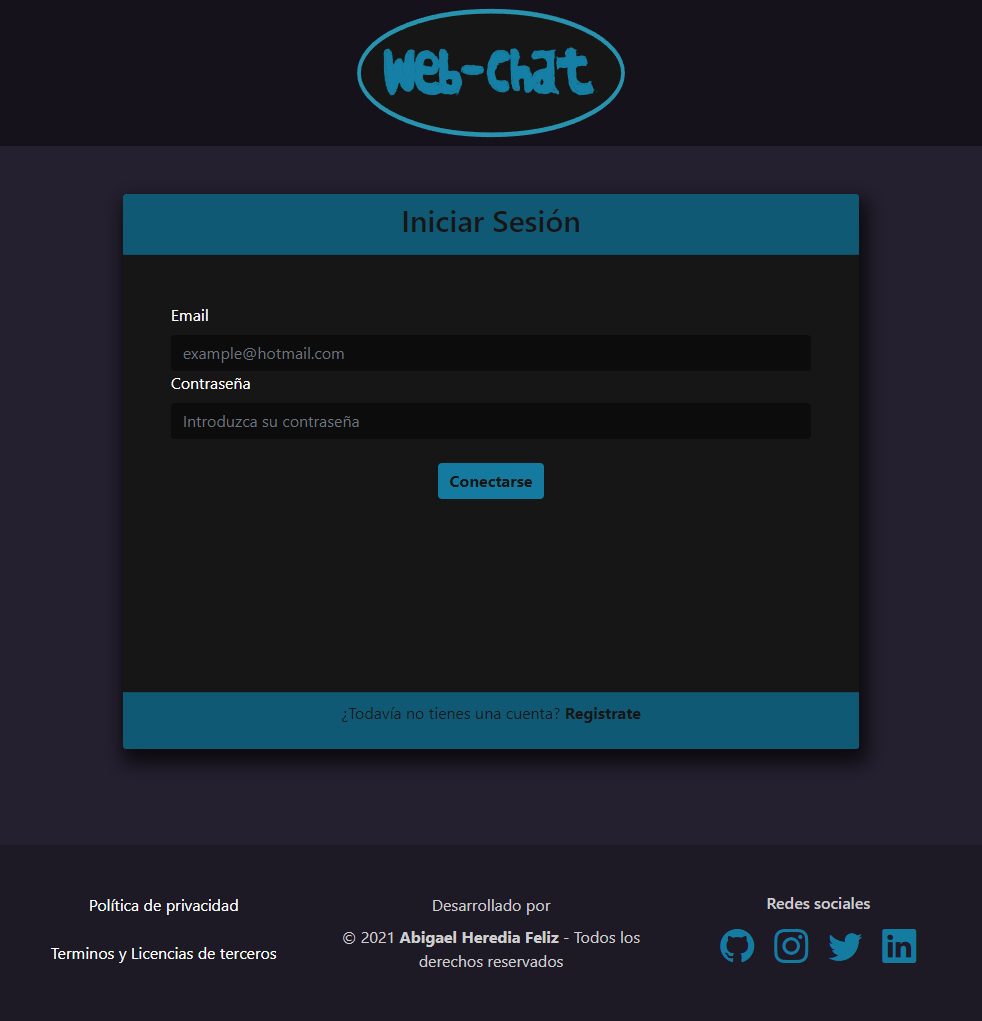 Web-Chat
Iniciar Sesión
Email
example@hotmail.com
Contraseña
Introduzca su contraseña
Conectarse
¿Todavía no tienes una cuenta? Registrate
Política de privacidad
Terminos y Licencias de terceros
Desarrollado por
© 2021 Abigael Heredia Feliz - Todos los
derechos reservados
Redes sociales
in